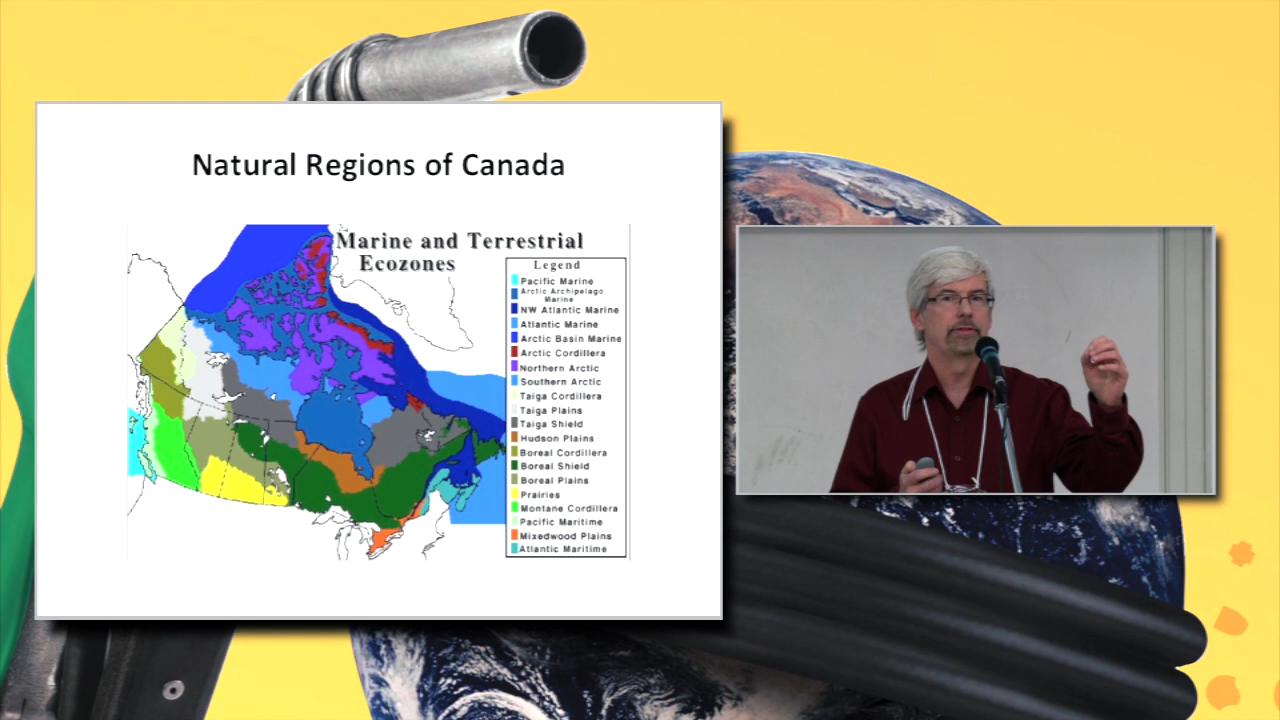 Natural Regions of Canada
Marine and Terrestrial
Ecozones
Legend
Pacific Marine
Arctic Archipelago
Marine
NW Atlantic Marine
Atlantic Marine
Arctic Basin Marine
Arctic Cordillera
Northern Arctic
Southern Arctic
Taiga Cordillera
Taiga Plains
Taiga Shield
Hudson Plains
Boreal Cordillera
Boreal Shield
Boreal Plains
Prairies
Montane Cordillera
Pacific Maritime
Mixedwood Plains
Atlantic Maritime